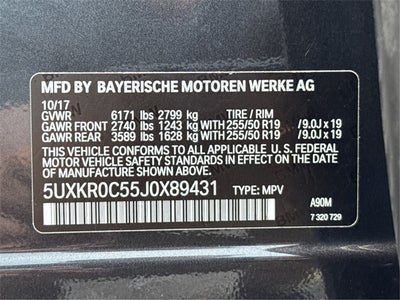 MFD BY BAYERISCHE MOTOREN WERKE AG
10/17
GVWR 6171 lbs 2799 kg TIRE / RIM
GAWR FRONT 2740 lbs 1243 kg WITH 255/50 R19 /9.0J x 19
GAWR REAR 3589 lbs 1628 kg WITH 255/50 R19 /9.0J x 19
THIS VEHICLE CONFORMS TO ALL APPLICABLE U. S. FEDERAL
MOTOR VEHICLE SAFETY STANDARDS IN EFFECT ON THE
DATE OF MANUFACTURE SHOWN ABOVE.
5UXKR0C55J0X89431 TYPE: MPV
A90M
7 320 729